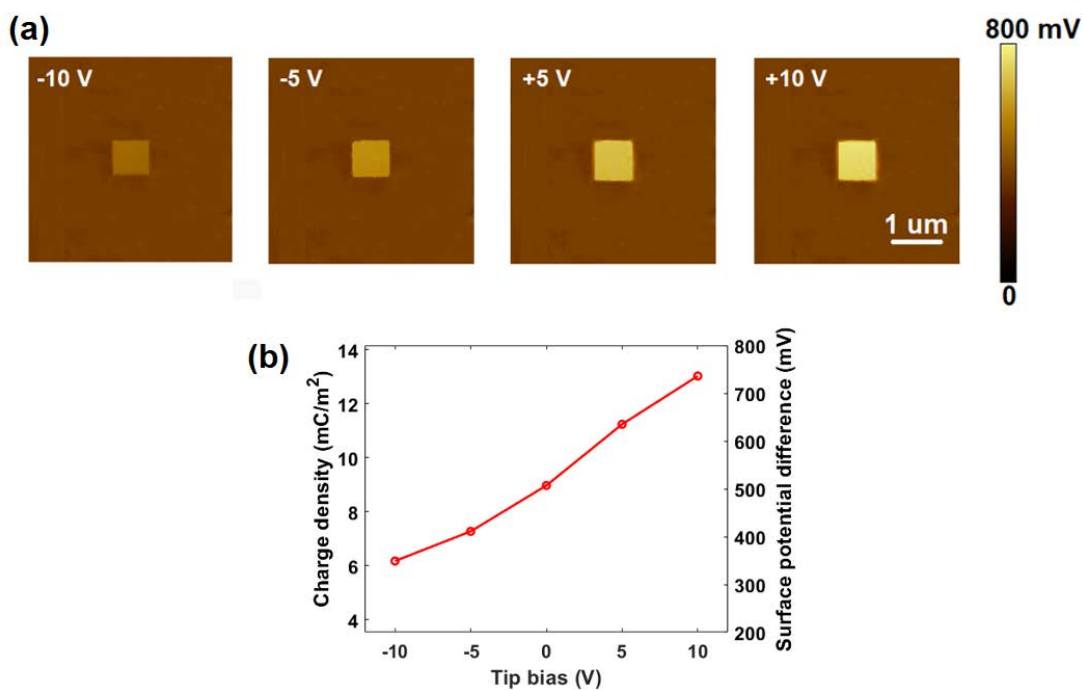 (a)
800 mV
-10 V
-5 V
+5 V
+10 V
1 um
0
(b)
Charge density (mC/m²)
14
12
10
8
6
4
800
700
600
500
400
300
200
Surface potential difference (mV)
-10
-5
0
5
10
Tip bias (V)